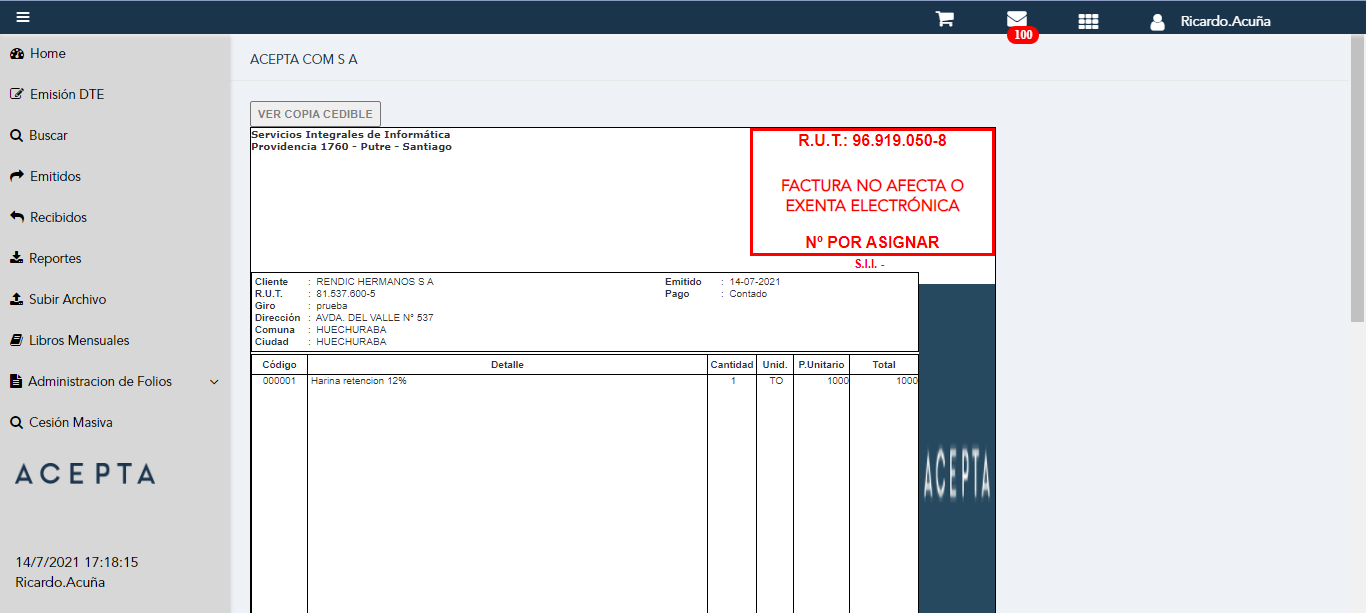 100
Ricardo.Acuña
Home
Emisión DTE
Buscar
Emitidos
Recibidos
Reportes
Subir Archivo
Libros Mensuales
Administracion de Folios
Cesión Masiva
ACEPTA
14/7/2021 17:18:15
Ricardo.Acuña
ACEPTA COM S A
VER COPIA CEDIBLE
Servicios Integrales de Informática
Providencia 1760 - Putre - Santiago
R.U.T.: 96.919.050-8
FACTURA NO AFECTA O
EXENTA ELECTRÓNICA
Nº POR ASIGNAR
S.I.I. -
Cliente : RENDIC HERMANOS S A Emitido : 14-07-2021
R.U.T. : 81.537.600-5 Pago : Contado
Giro : prueba
Dirección : AVDA. DEL VALLE N° 537
Comuna : HUECHURABA
Ciudad : HUECHURABA
Código Detalle Cantidad Unid. P.Unitario Total
000001 Harina retencion 12% 1 TO 1000 1000
ACEPTA